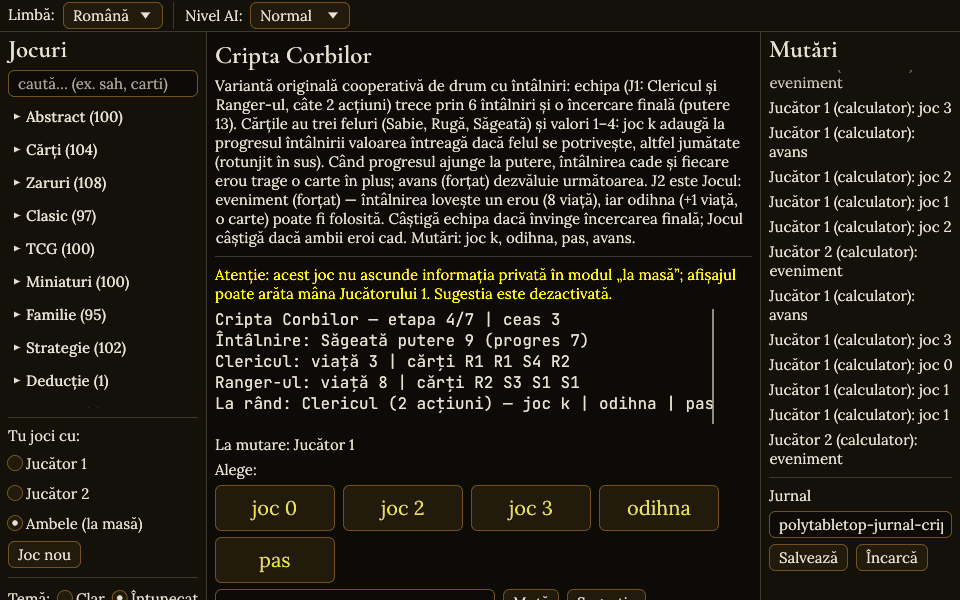 Limbă:
Română
Nivel AI:
Normal
Jocuri
caută... (ex. sah, carti)
Abstract (100)
Cărți (104)
Zaruri (108)
Clasic (97)
TCG (100)
Miniaturi (100)
Familie (95)
Strategie (102)
Deducție (1)
Tu joci cu:
Jucător 1
Jucător 2
Ambele (la masă)
Joc nou
Temă:
Clar
Întunecat
Cripta Corbilor
Variantă originală cooperativă de drum cu întâlniri: echipa (J1: Clericul și
Ranger-ul, câte 2 acțiuni) trece prin 6 întâlniri și o încercare finală (putere
13). Cărțile au trei feluri (Sabie, Rugă, Săgeată) și valori 1–4: joc k adaugă la
progresul întâlnirii valoarea întreagă dacă felul se potrivește, altfel jumătate
(rotunjit în sus). Când progresul ajunge la putere, întâlnirea cade și fiecare
erou trage o carte în plus; avans (forțat) dezvăluie următoarea. J2 este Jocul:
eveniment (forțat) — întâlnirea lovește un erou (8 viață), iar odihna (+1 viață,
o carte) poate fi folosită. Câștigă echipa dacă învinge încercarea finală; Jocul
câștigă dacă ambii eroi cad. Mutări: joc k, odihna, pas, avans.
Atenție: acest joc nu ascunde informația privată în modul „la masă”; afișajul
poate arăta mâna Jucătorului 1. Sugestia este dezactivată.
Cripta Corbilor — etapa 4/7 | ceas 3
Întâlnire: Săgeată putere 9 (progres 7)
Clericul: viață 3 | cărți R1 R1 S4 R2
Ranger-ul: viață 8 | cărți R2 S3 S1 S1
La rând: Clericul (2 acțiuni) — joc k | odihna | pas
La mutare: Jucător 1
Alege:
joc 0
joc 2
joc 3
odihna
pas
Mută
Sugestie
Mutări
eveniment
Jucător 1 (calculator): joc 3
Jucător 1 (calculator):
avans
Jucător 1 (calculator): joc 2
Jucător 1 (calculator): joc 1
Jucător 1 (calculator): joc 2
Jucător 2 (calculator):
eveniment
Jucător 1 (calculator):
avans
Jucător 1 (calculator): joc 3
Jucător 1 (calculator): joc 0
Jucător 1 (calculator): joc 1
Jucător 1 (calculator): joc 1
Jucător 2 (calculator):
eveniment
Jurnal
polytabletop-jurnal-crip
Salvează
Încarcă